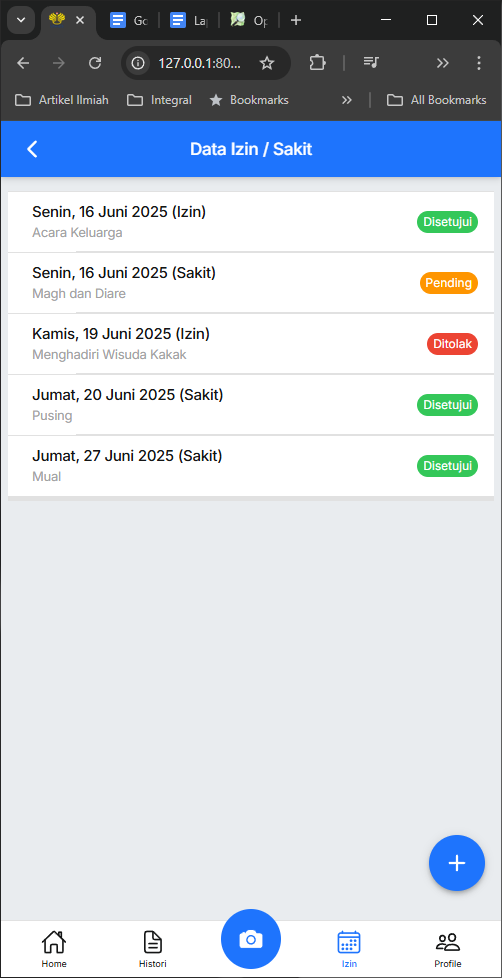 Go
La
Op
127.0.0.1:80...
Artikel Ilmiah
Integral
Bookmarks
All Bookmarks
Data Izin / Sakit
Senin, 16 Juni 2025 (Izin)
Acara Keluarga
Disetujui
Senin, 16 Juni 2025 (Sakit)
Magh dan Diare
Pending
Kamis, 19 Juni 2025 (Izin)
Menghadiri Wisuda Kakak
Ditolak
Jumat, 20 Juni 2025 (Sakit)
Pusing
Disetujui
Jumat, 27 Juni 2025 (Sakit)
Mual
Disetujui
Home
Histori
Izin
Profile